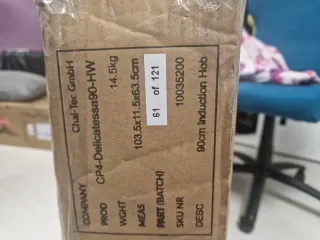 COMPANY Chal-Tec GmbH
PROD CP4-Delicatessa90-HW
WGHT 14.5kg
MEAS 103.5x11.5x63.5cm
PART (BATCH) 61 of 121
SKU NR 10035200
DESC 90cm Induction Hob